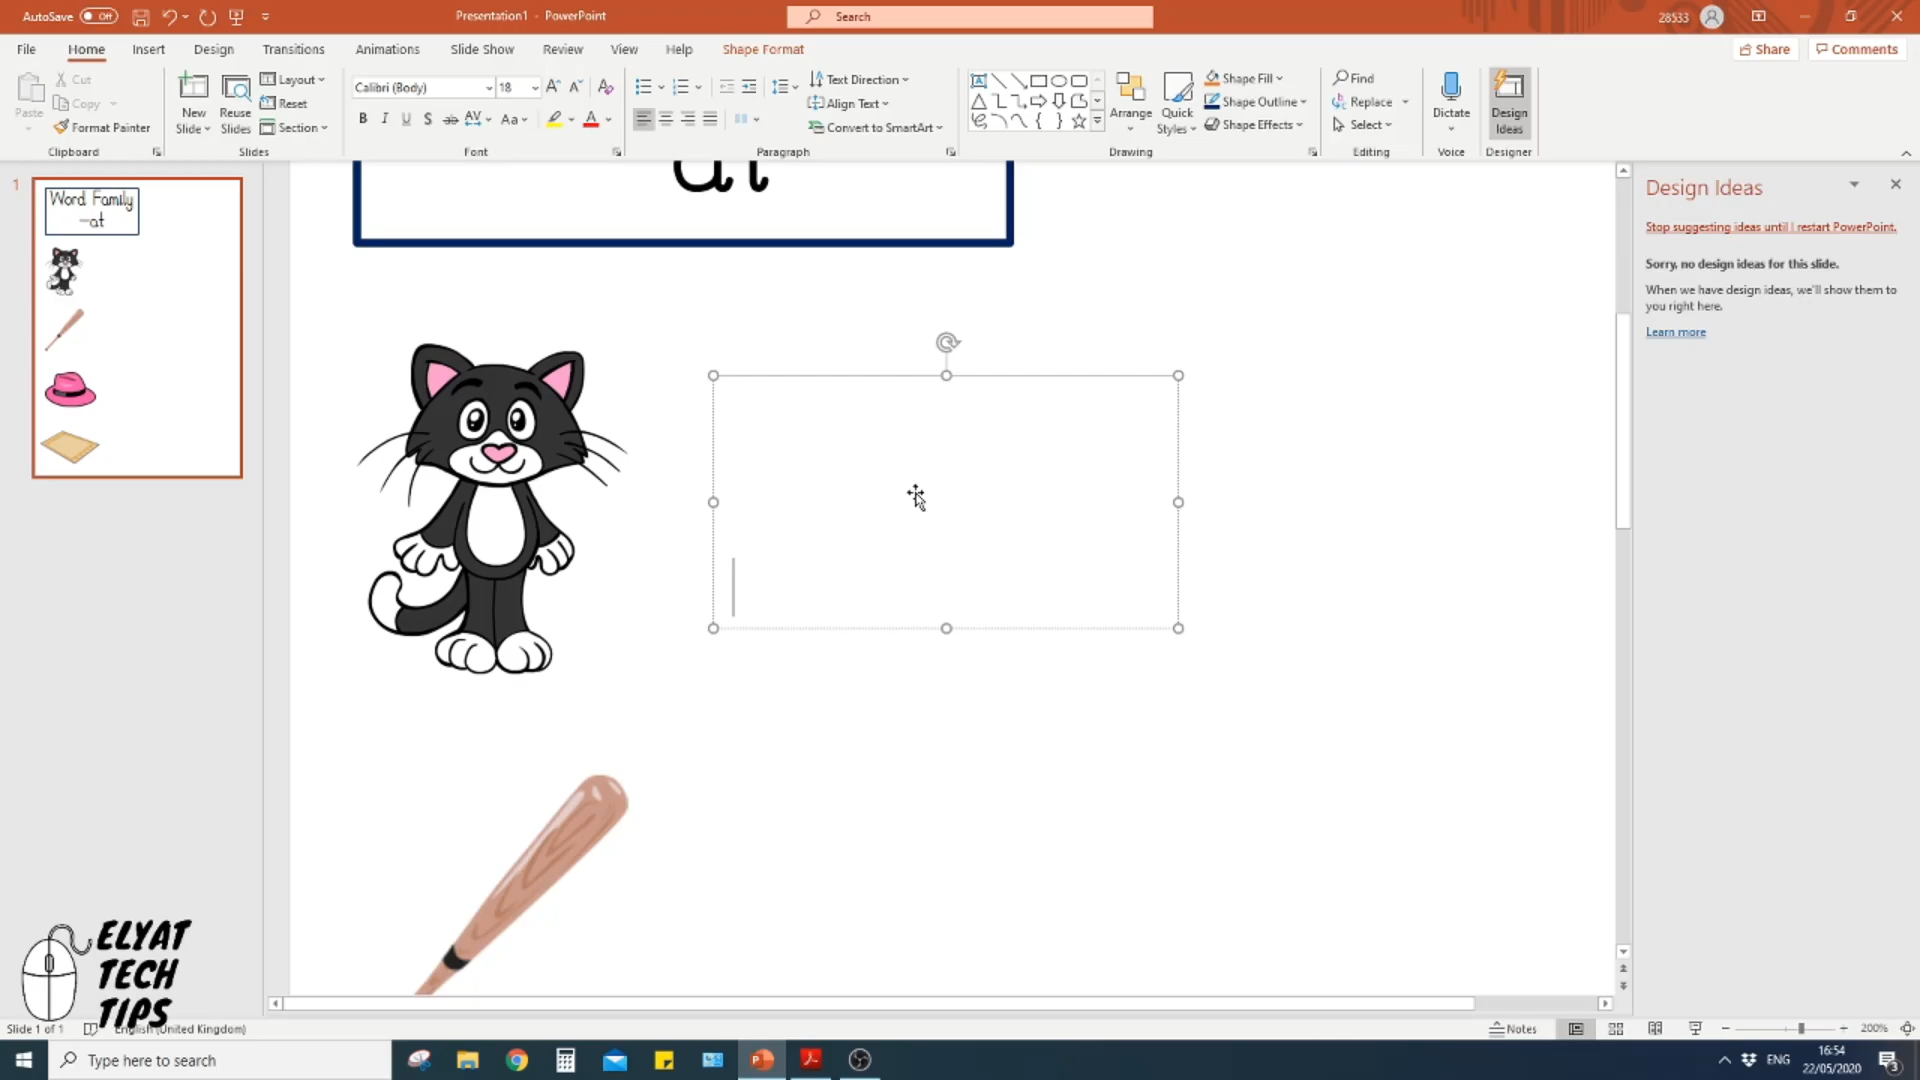 AutoSave Off
Presentation1 - PowerPoint
Search
28533
File Home Insert Design Transitions Animations Slide Show Review View Help Shape Format
Share Comments
Paste
Cut
Copy
Format Painter
Clipboard
New Slide
Reuse Slides
Layout
Reset
Section
Slides
Calibri (Body) 18
Aa
Font
Text Direction
Align Text
Convert to SmartArt
Paragraph
Arrange
Quick Styles
Shape Fill
Shape Outline
Shape Effects
Drawing
Find
Replace
Select
Editing
Dictate
Voice
Design Ideas
Designer
1
Word Family
-at
at
Design Ideas
Stop suggesting ideas until I restart PowerPoint.
Sorry, no design ideas for this slide.
When we have design ideas, we'll show them to
you right here.
Learn more
ELYAT
TECH
TIPS
Slide 1 of 1 English (United Kingdom)
Notes
200%
Type here to search
ENG
16:54
22/05/2020
3